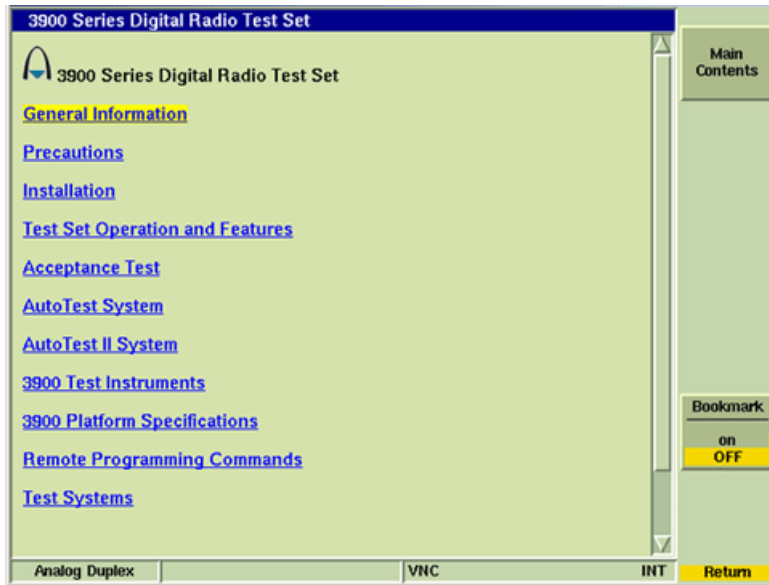 3900 Series Digital Radio Test Set
3900 Series Digital Radio Test Set
General Information
Precautions
Installation
Test Set Operation and Features
Acceptance Test
AutoTest System
AutoTest II System
3900 Test Instruments
3900 Platform Specifications
Remote Programming Commands
Test Systems
Main
Contents
Bookmark
on
OFF
Analog Duplex
VNC
INT
Return